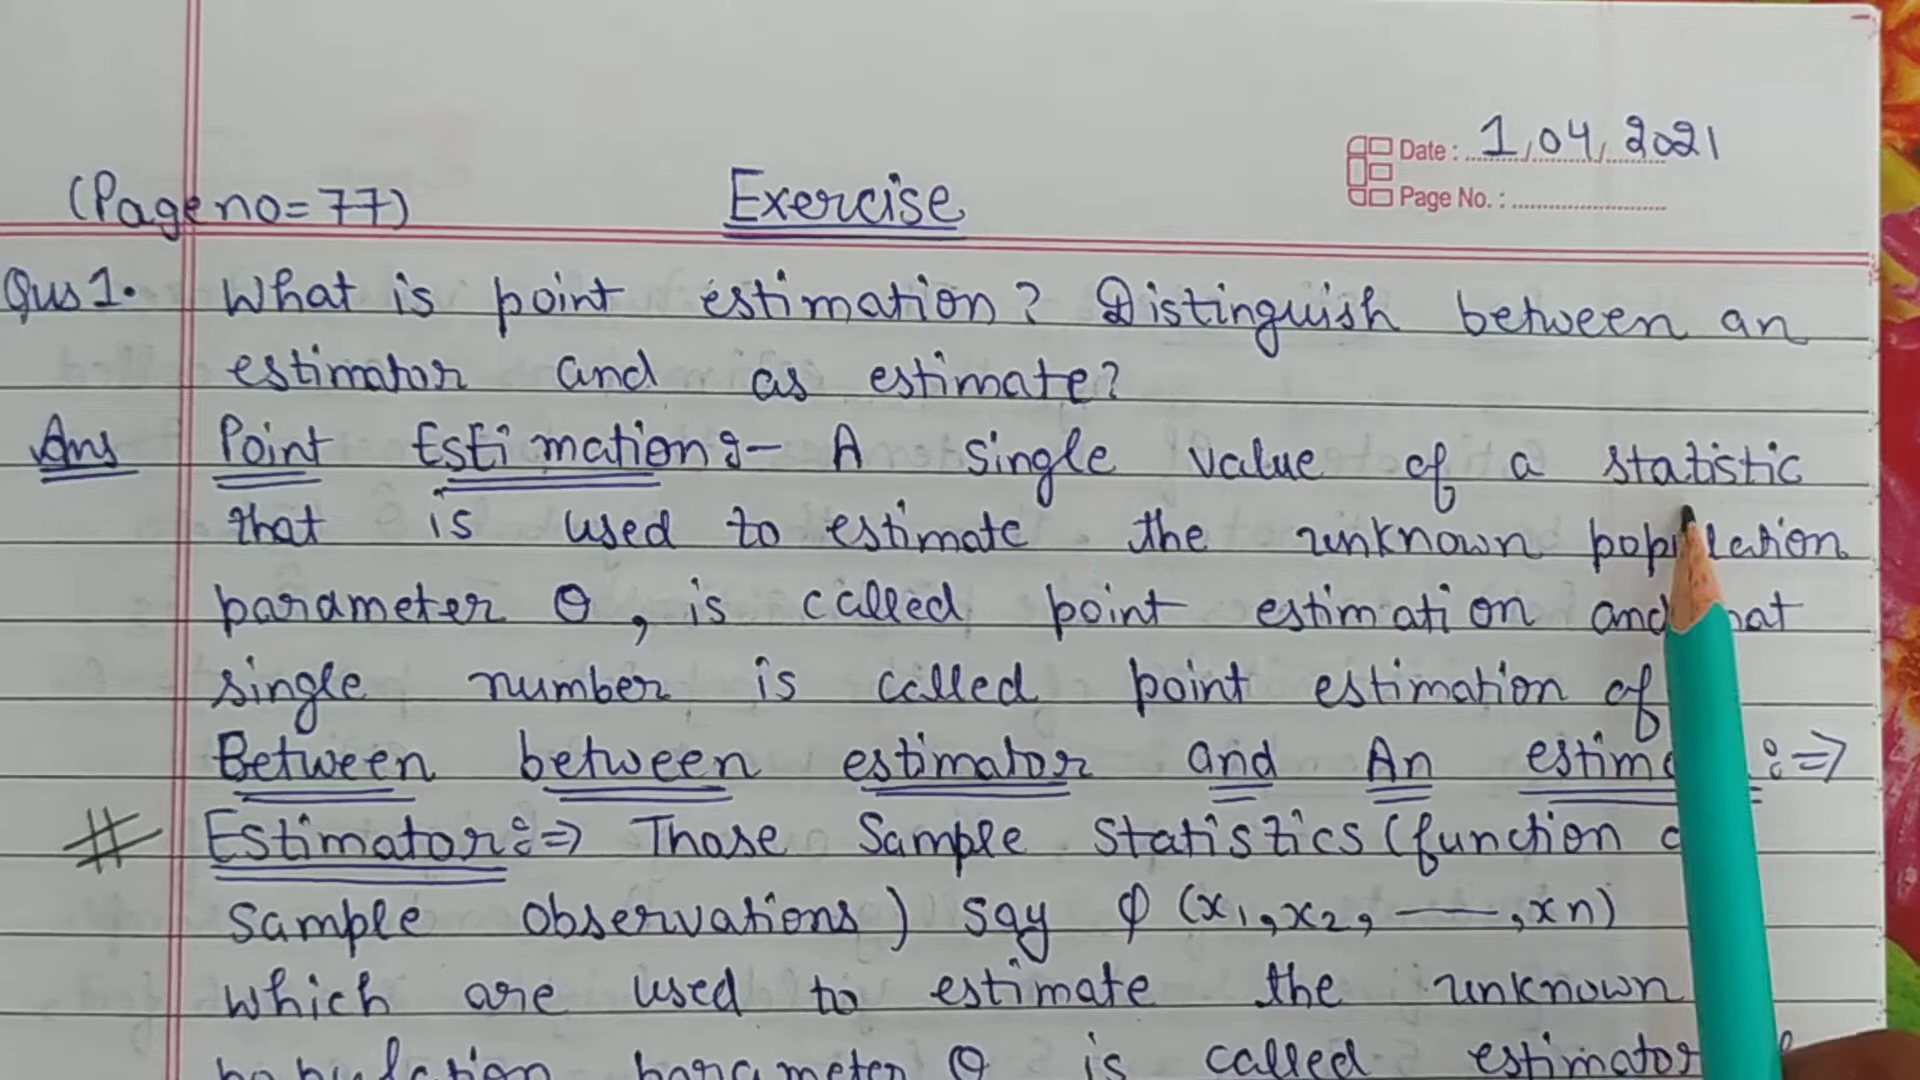 Date : 1/04/2021
Page No. :
(Page no=77) Exercise
Qus 1. What is point estimation? Distinguish between an
estimator and as estimate?
Ans Point Estimation :- A single value of a statistic
that is used to estimate the unknown population
parameter θ, is called point estimation and
single number is called point estimation of
Between between estimator and An :⇒
# Estimator :⇒ Those Sample Statistics (function
sample observations) say φ (x1, x2, ——, xn)
which are used to estimate the unknown
population parameter θ is called estimator